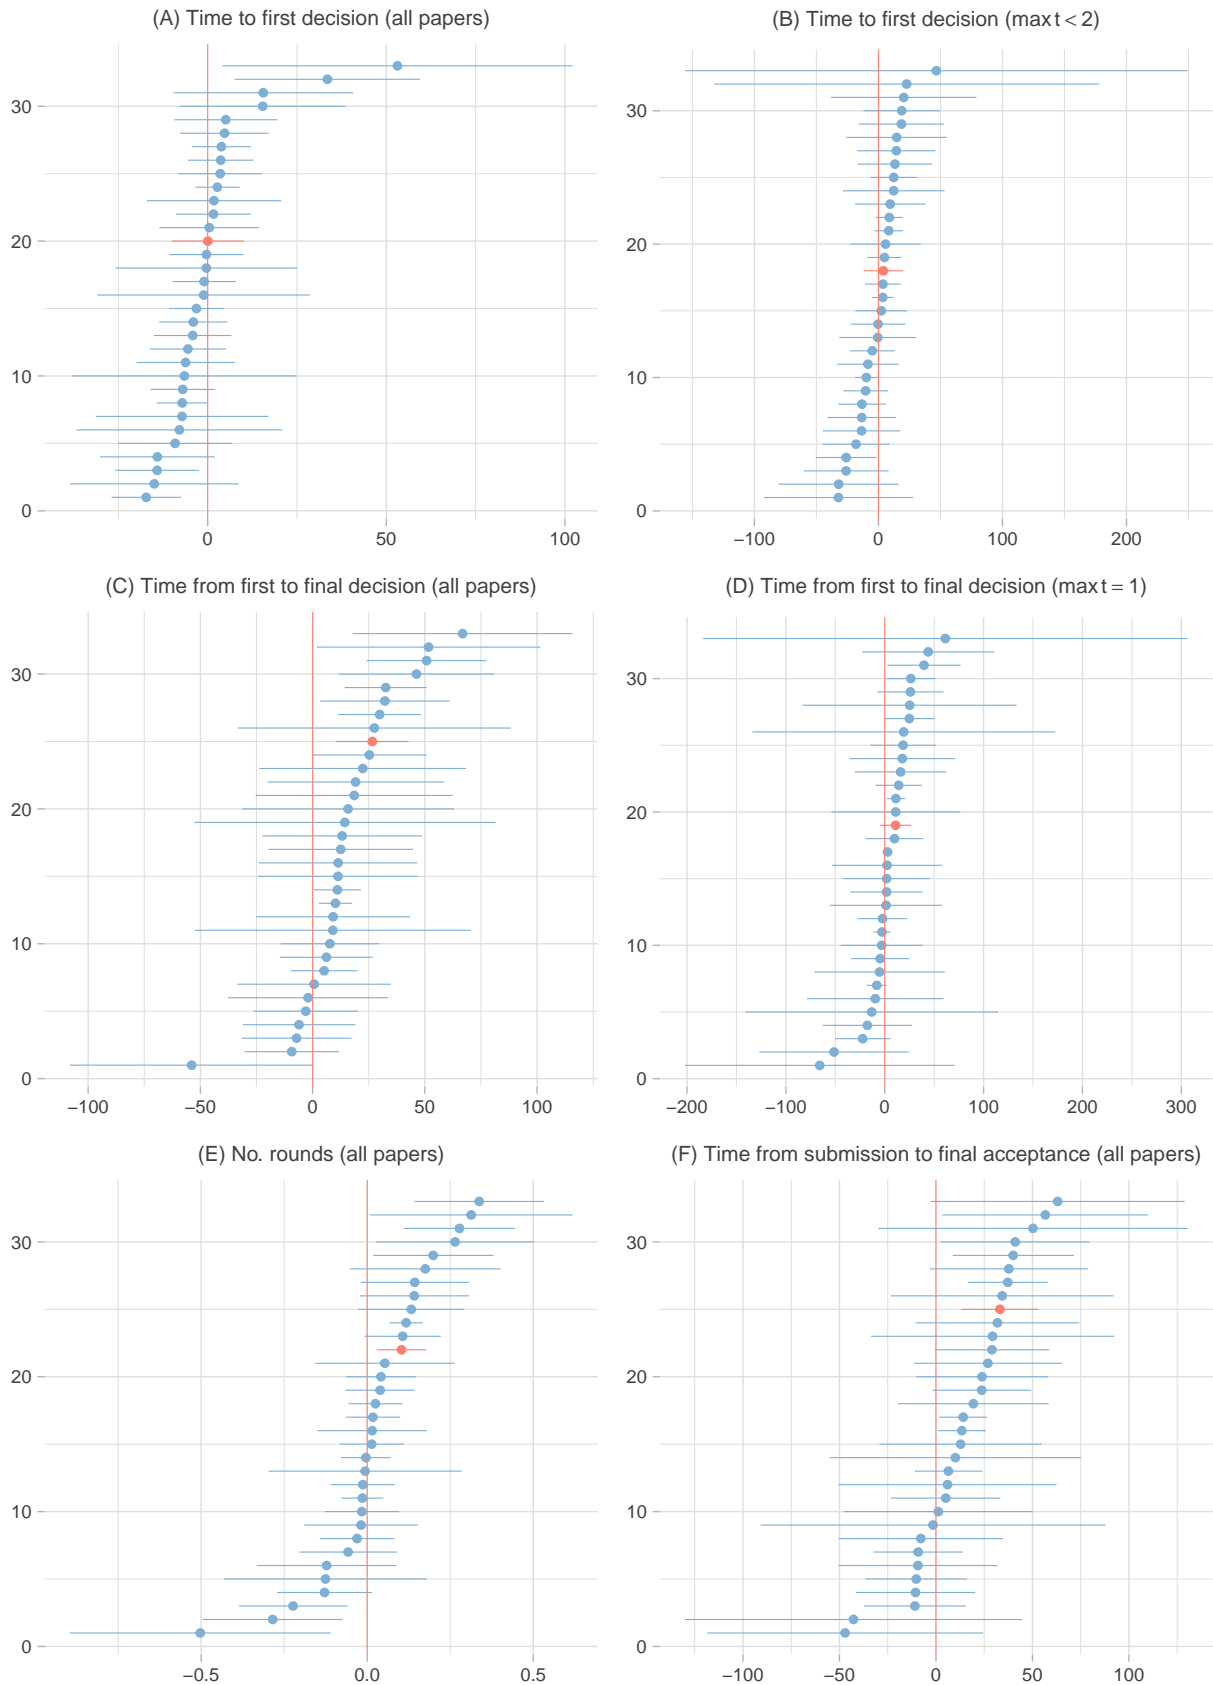 (A) Time to first decision (all papers)
30
20
10
0
0 50 100
(B) Time to first decision (max t < 2)
30
20
10
0
−100 0 100 200
(C) Time from first to final decision (all papers)
30
20
10
0
−100 −50 0 50 100
(D) Time from first to final decision (max t = 1)
30
20
10
0
−200 −100 0 100 200 300
(E) No. rounds (all papers)
30
20
10
0
−0.5 0.0 0.5
(F) Time from submission to final acceptance (all papers)
30
20
10
0
−100 −50 0 50 100